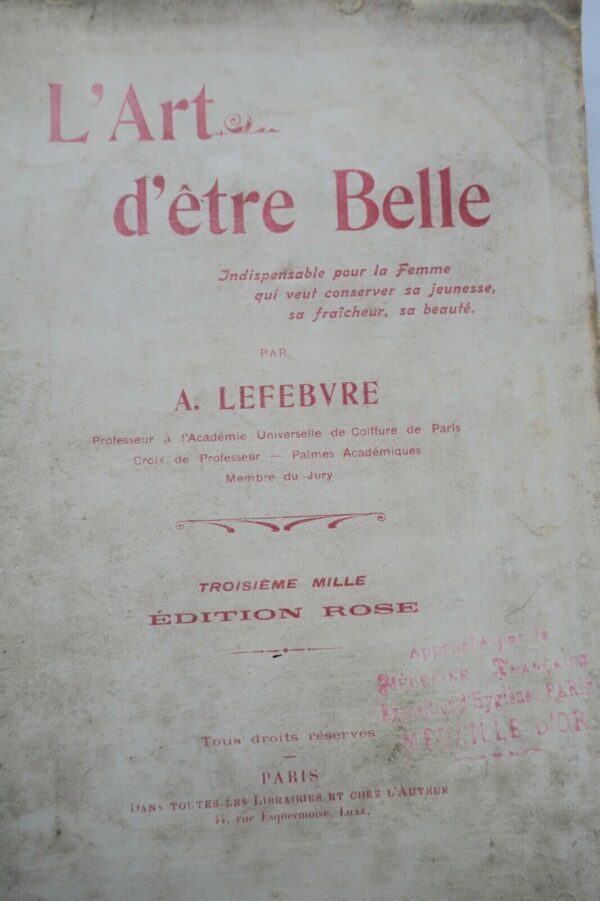 L'Art
d'être Belle
Indispensable pour la Femme
qui veut conserver sa jeunesse,
sa fraîcheur, sa beauté.
PAR
A. LEFEBVRE
Professeur à l'Académie Universelle de Coiffure de Paris
Croix de Professeur — Palmes Académiques
Membre du Jury
TROISIÈME MILLE
ÉDITION ROSE
Approuvé par la
MÉDECINE FRANÇAISE
Exposition d'Hygiène PARIS
MÉDAILLE D'OR
Tous droits réservés
PARIS
DANS TOUTES LES LIBRAIRIES ET CHEZ L'AUTEUR
rue Esquermoise, LILLE.